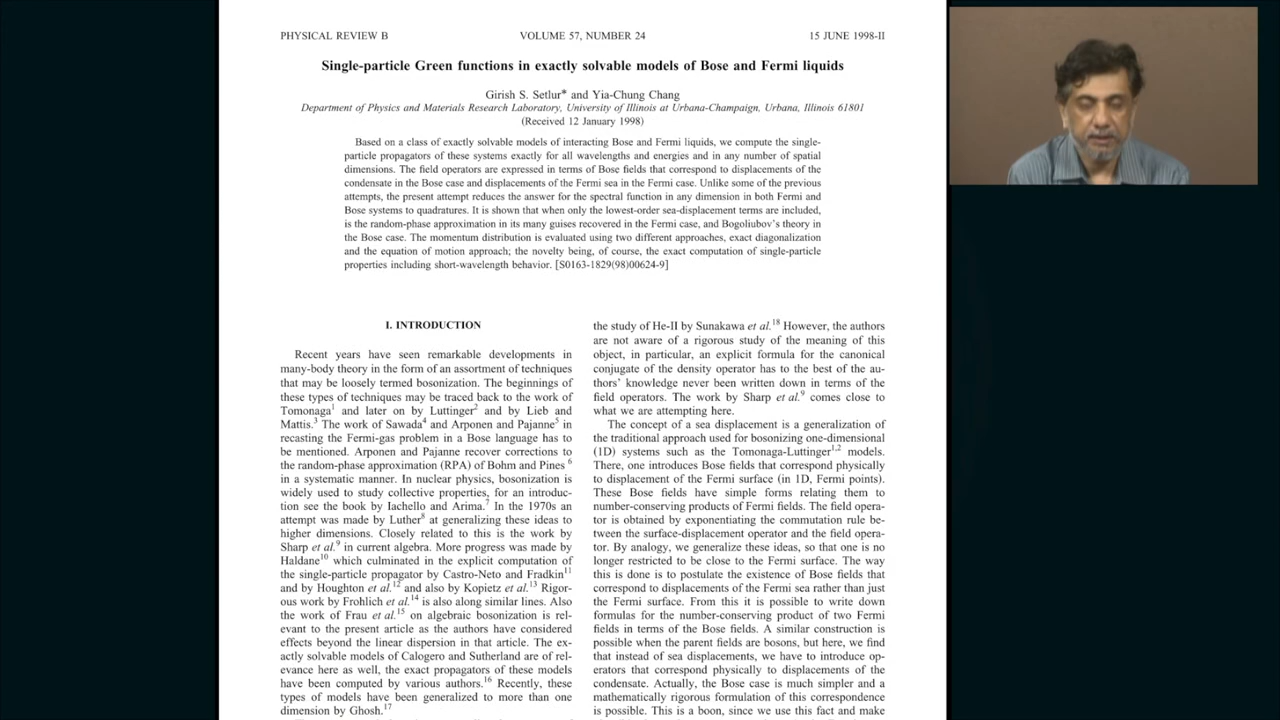 PHYSICAL REVIEW B VOLUME 57, NUMBER 24 15 JUNE 1998-II
Single-particle Green functions in exactly solvable models of Bose and Fermi liquids
Girish S. Setlur* and Yia-Chung Chang
Department of Physics and Materials Research Laboratory, University of Illinois at Urbana-Champaign, Urbana, Illinois 61801
(Received 12 January 1998)
Based on a class of exactly solvable models of interacting Bose and Fermi liquids, we compute the single-
particle propagators of these systems exactly for all wavelengths and energies and in any number of spatial
dimensions. The field operators are expressed in terms of Bose fields that correspond to displacements of the
condensate in the Bose case and displacements of the Fermi sea in the Fermi case. Unlike some of the previous
attempts, the present attempt reduces the answer for the spectral function in any dimension in both Fermi and
Bose systems to quadratures. It is shown that when only the lowest-order sea-displacement terms are included,
is the random-phase approximation in its many guises recovered in the Fermi case, and Bogoliubov's theory in
the Bose case. The momentum distribution is evaluated using two different approaches, exact diagonalization
and the equation of motion approach; the novelty being, of course, the exact computation of single-particle
properties including short-wavelength behavior. [S0163-1829(98)00624-9]
I. INTRODUCTION
Recent years have seen remarkable developments in
many-body theory in the form of an assortment of techniques
that may be loosely termed bosonization. The beginnings of
these types of techniques may be traced back to the work of
Tomonaga1 and later on by Luttinger2 and by Lieb and
Mattis.3 The work of Sawada4 and Arponen and Pajanne5 in
recasting the Fermi-gas problem in a Bose language has to
be mentioned. Arponen and Pajanne recover corrections to
the random-phase approximation (RPA) of Bohm and Pines 6
in a systematic manner. In nuclear physics, bosonization is
widely used to study collective properties, for an introduc-
tion see the book by Iachello and Arima.7 In the 1970s an
attempt was made by Luther8 at generalizing these ideas to
higher dimensions. Closely related to this is the work by
Sharp et al.9 in current algebra. More progress was made by
Haldane10 which culminated in the explicit computation of
the single-particle propagator by Castro-Neto and Fradkin11
and by Houghton et al.12 and also by Kopietz et al.13 Rigor-
ous work by Frohlich et al.14 is also along similar lines. Also
the work of Frau et al.15 on algebraic bosonization is rel-
evant to the present article as the authors have considered
effects beyond the linear dispersion in that article. The ex-
actly solvable models of Calogero and Sutherland are of rel-
evance here as well, the exact propagators of these models
have been computed by various authors.16 Recently, these
types of models have been generalized to more than one
dimension by Ghosh.17
the study of He-II by Sunakawa et al.18 However, the authors
are not aware of a rigorous study of the meaning of this
object, in particular, an explicit formula for the canonical
conjugate of the density operator has to the best of the au-
thors' knowledge never been written down in terms of the
field operators. The work by Sharp et al.9 comes close to
what we are attempting here.
The concept of a sea displacement is a generalization of
the traditional approach used for bosonizing one-dimensional
(1D) systems such as the Tomonaga-Luttinger1,2 models.
There, one introduces Bose fields that correspond physically
to displacement of the Fermi surface (in 1D, Fermi points).
These Bose fields have simple forms relating them to
number-conserving products of Fermi fields. The field opera-
tor is obtained by exponentiating the commutation rule be-
tween the surface-displacement operator and the field opera-
tor. By analogy, we generalize these ideas, so that one is no
longer restricted to be close to the Fermi surface. The way
this is done is to postulate the existence of Bose fields that
correspond to displacements of the Fermi sea rather than just
the Fermi surface. From this it is possible to write down
formulas for the number-conserving product of two Fermi
fields in terms of the Bose fields. A similar construction is
possible when the parent fields are bosons, but here, we find
that instead of sea displacements, we have to introduce op-
erators that correspond physically to displacements of the
condensate. Actually, the Bose case is much simpler and a
mathematically rigorous formulation of this correspondence
is possible. This is a boon, since we use this fact and make